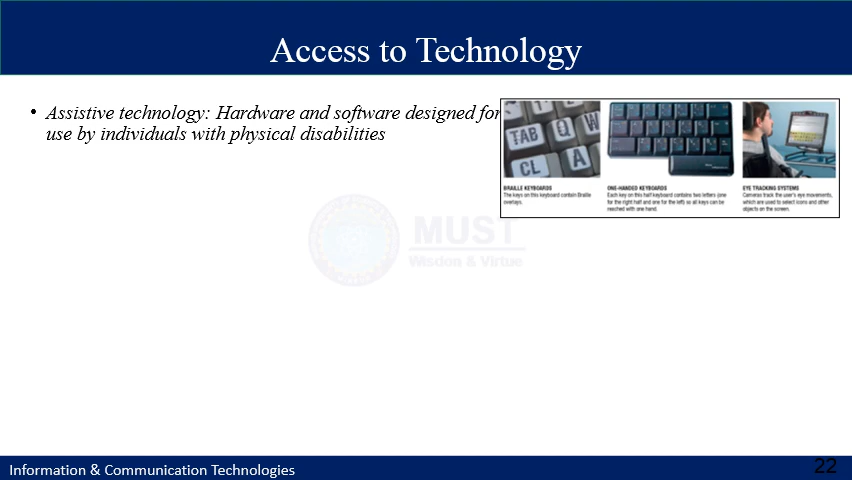 Access to Technology
• Assistive technology: Hardware and software designed for
use by individuals with physical disabilities
TAB Q W
CL A
BRAILLE KEYBOARDS
The keys on this keyboard contain Braille
overlays.
ONE-HANDED KEYBOARDS
Each key on this half keyboard contains two letters (one
for the right half and one for the left) so all keys can be
reached with one hand.
EYE TRACKING SYSTEMS
Cameras track the user's eye movements,
which are used to select icons and other
objects on the screen.
MUST
Wisdom & Virtue
Information & Communication Technologies
22